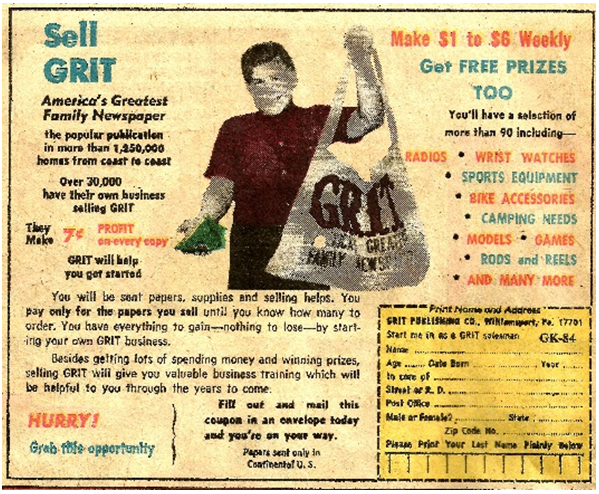 Sell
GRIT
America's Greatest
Family Newspaper
the popular publication
in more than 1,250,000
homes from coast to coast
Over 30,000
have their own business
selling GRIT
They
Make 7¢ PROFIT
on every copy
GRIT will help
you get started
GRIT
FAMILY
Make $1 to $6 Weekly
Get FREE PRIZES
TOO
You'll have a selection of
more than 90 including—
RADIOS • WRIST WATCHES
• SPORTS EQUIPMENT
• BIKE ACCESSORIES
• CAMPING NEEDS
• MODELS • GAMES
• RODS and REELS
• AND MANY MORE
You will be sent papers, supplies and selling helps. You
pay only for the papers you sell until you know how many to
order. You have everything to gain—nothing to lose—by start-
ing your own GRIT business.
Besides getting lots of spending money and winning prizes,
selling GRIT will give you valuable business training which will
be helpful to you through the years to come.
HURRY!
Grab this opportunity
Fill out and mail this
coupon in an envelope today
and you're on your way.
Papers sent only in
Continental U. S.
Print Name and Address
GRIT PUBLISHING CO., Williamsport, Pa. 17701
Start me in as a GRIT salesman GK-84
Name
Age Date Born Year
In care of
Street or R. D.
Post Office
Male or Female? State
Zip Code No.
Please Print Your Last Name Plainly Below